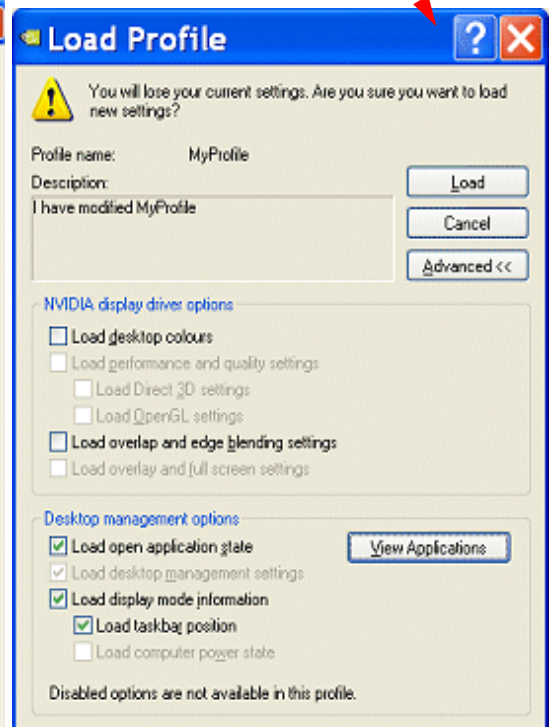 Load Profile
You will lose your current settings. Are you sure you want to load
new settings?
Profile name: MyProfile
Description:
I have modified MyProfile
Load
Cancel
Advanced <<
NVIDIA display driver options
Load desktop colours
Load performance and quality settings
Load Direct 3D settings
Load OpenGL settings
Load overlap and edge blending settings
Load overlay and full screen settings
Desktop management options
Load open application state
View Applications
Load desktop management settings
Load display mode information
Load taskbar position
Load computer power state
Disabled options are not available in this profile.